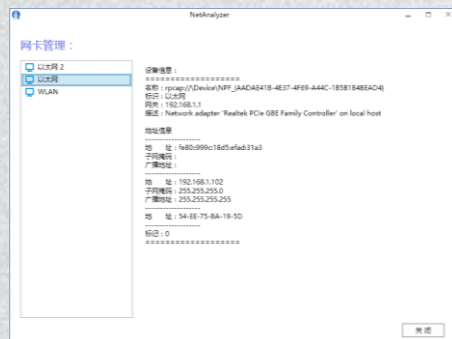 NetAnalyzer
网卡管理：
以太网 2
以太网
WLAN
设备信息：
===================
名称：rpcap://\Device\NPF_{AADAE41B-4E37-4F69-A44C-1B5B1B4BEAD4}
标识：以太网
网关：192.168.1.1
描述：Network adapter 'Realtek PCIe GBE Family Controller' on local host
地址信息
------------------
地 址：fe80::999c:18d5:efad:31a3
子网掩码：
广播地址：
------------------
地 址：192.168.1.102
子网掩码：255.255.255.0
广播地址：255.255.255.255
------------------
地 址：54-EE-75-8A-19-5D
------------------
标记：0
===================
关 闭